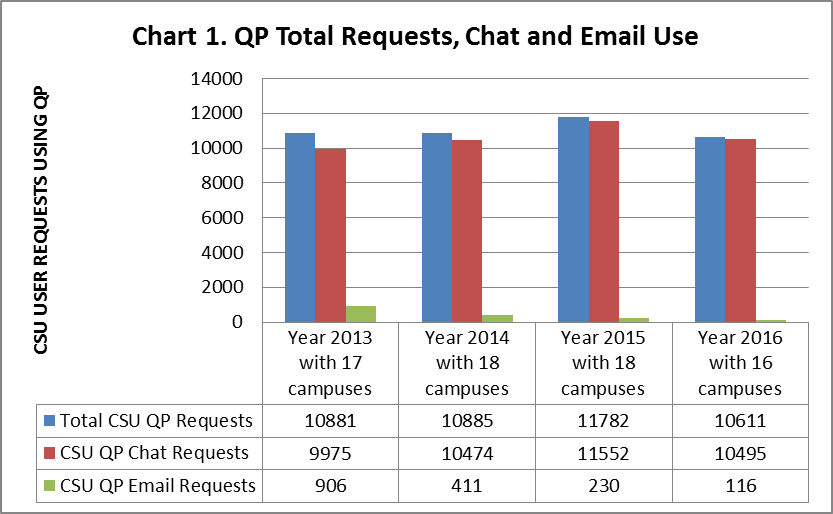 Chart 1. QP Total Requests, Chat and Email Use
CSU USER REQUESTS USING QP
14000
12000
10000
8000
6000
4000
2000
0
Year 2013 with 17 campuses
Year 2014 with 18 campuses
Year 2015 with 18 campuses
Year 2016 with 16 campuses
Total CSU QP Requests 10881 10885 11782 10611
CSU QP Chat Requests 9975 10474 11552 10495
CSU QP Email Requests 906 411 230 116